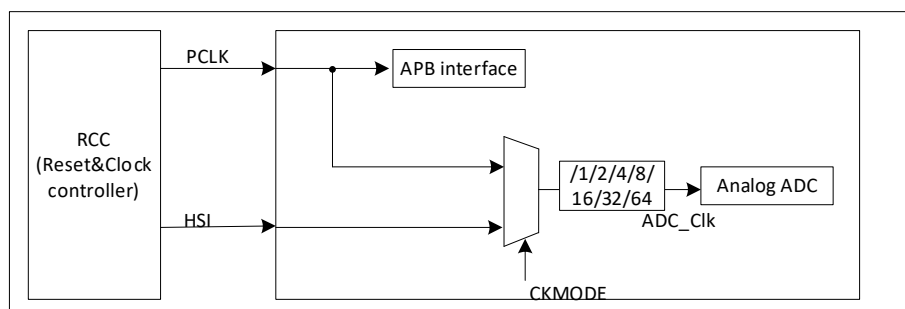 PCLK
APB interface
RCC
(Reset&Clock
controller)
/1/2/4/8/
16/32/64
Analog ADC
HSI
ADC_Clk
CKMODE